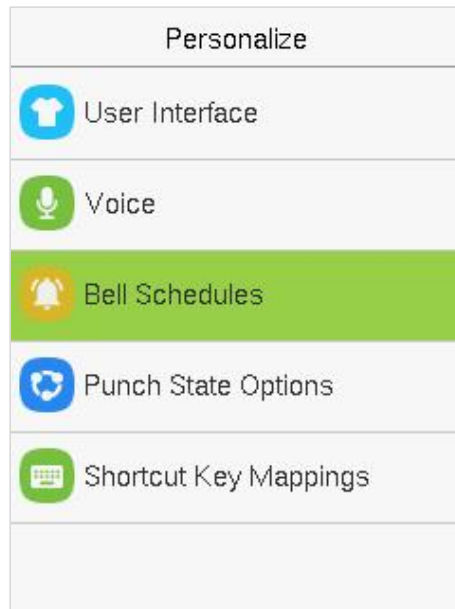 Personalize
User Interface
Voice
Bell Schedules
Punch State Options
Shortcut Key Mappings